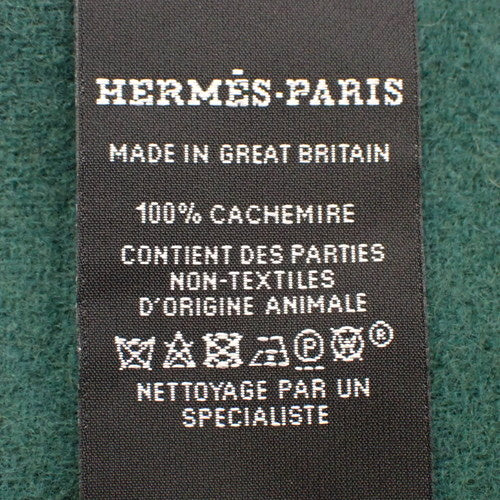 HERMÈS-PARIS
MADE IN GREAT BRITAIN
100% CACHEMIRE
CONTIENT DES PARTIES
NON-TEXTILES
D'ORIGINE ANIMALE
P W ®
NETTOYAGE PAR UN
SPECIALISTE